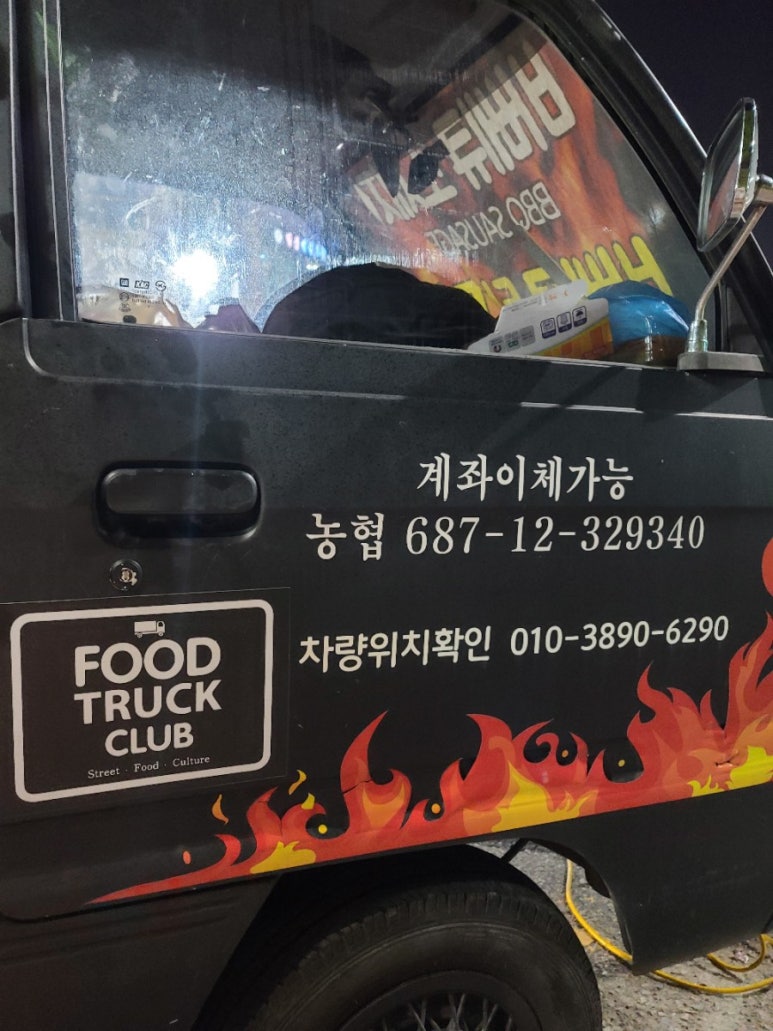 BBQ SAUSAGE
계좌이체가능
농협 687-12-329340
차량위치확인 010-3890-6290
FOOD
TRUCK
CLUB
Street · Food · Culture